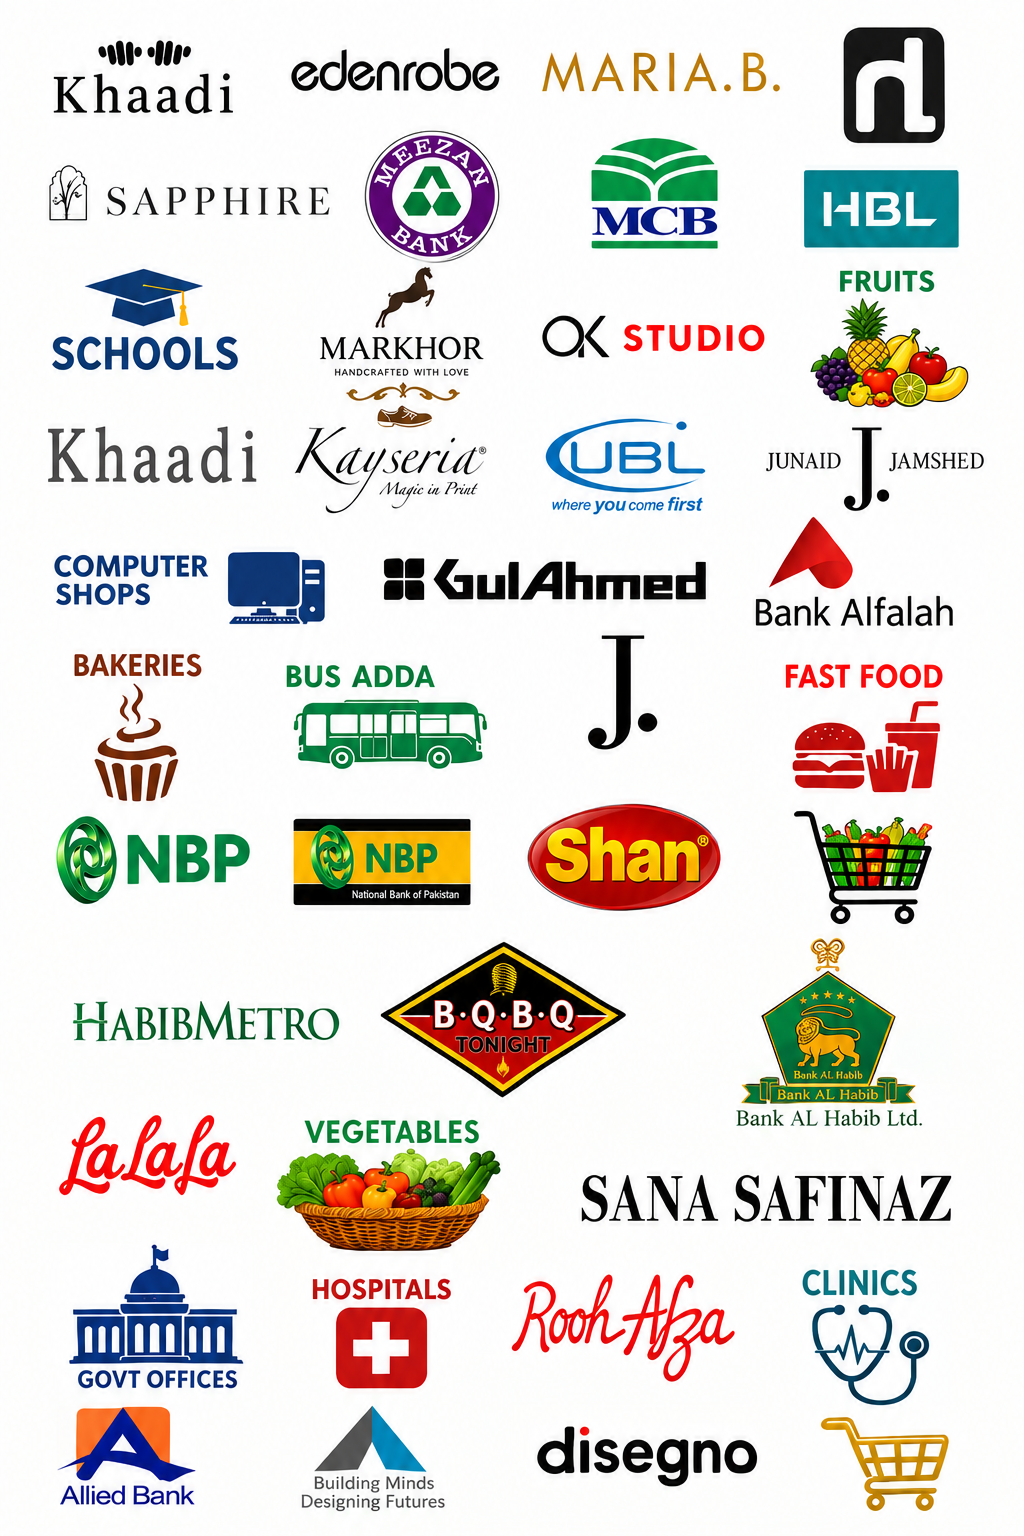 Khaadi
edenrobe
MARIA.B.
SAPPHIRE
MEEZAN
BANK
MCB
HBL
SCHOOLS
MARKHOR
HANDCRAFTED WITH LOVE
OK STUDIO
FRUITS
Khaadi
Kayseria®
Magic in Print
UBL
where you come first
JUNAID J. JAMSHED
COMPUTER
SHOPS
GulAhmed
Bank Alfalah
BAKERIES
BUS ADDA
J.
FAST FOOD
NBP
NBP
National Bank of Pakistan
Shan®
HABIBMETRO
B·Q·B·Q
TONIGHT
Bank AL Habib
Bank AL Habib
Bank AL Habib Ltd.
LaLaLa
VEGETABLES
SANA SAFINAZ
GOVT OFFICES
HOSPITALS
Rooh Afza
CLINICS
Allied Bank
Building Minds
Designing Futures
disegno